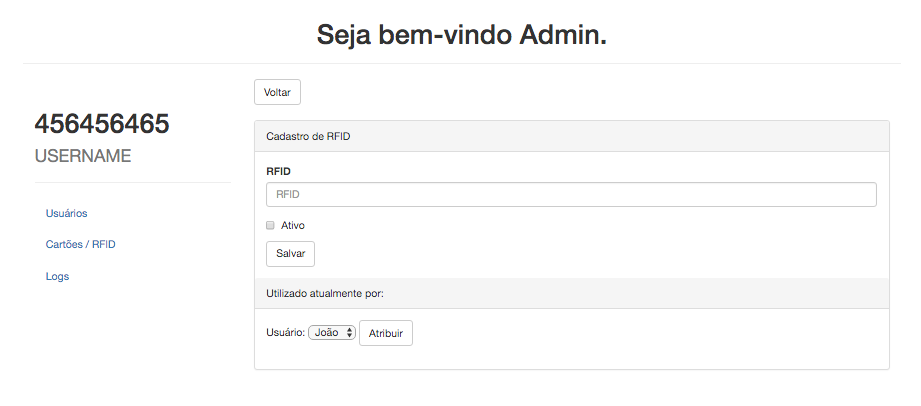 Seja bem-vindo Admin.
456456465
USERNAME
Usuários
Cartões / RFID
Logs
Voltar
Cadastro de RFID
RFID
RFID
Ativo
Salvar
Utilizado atualmente por:
Usuário: João Atribuir